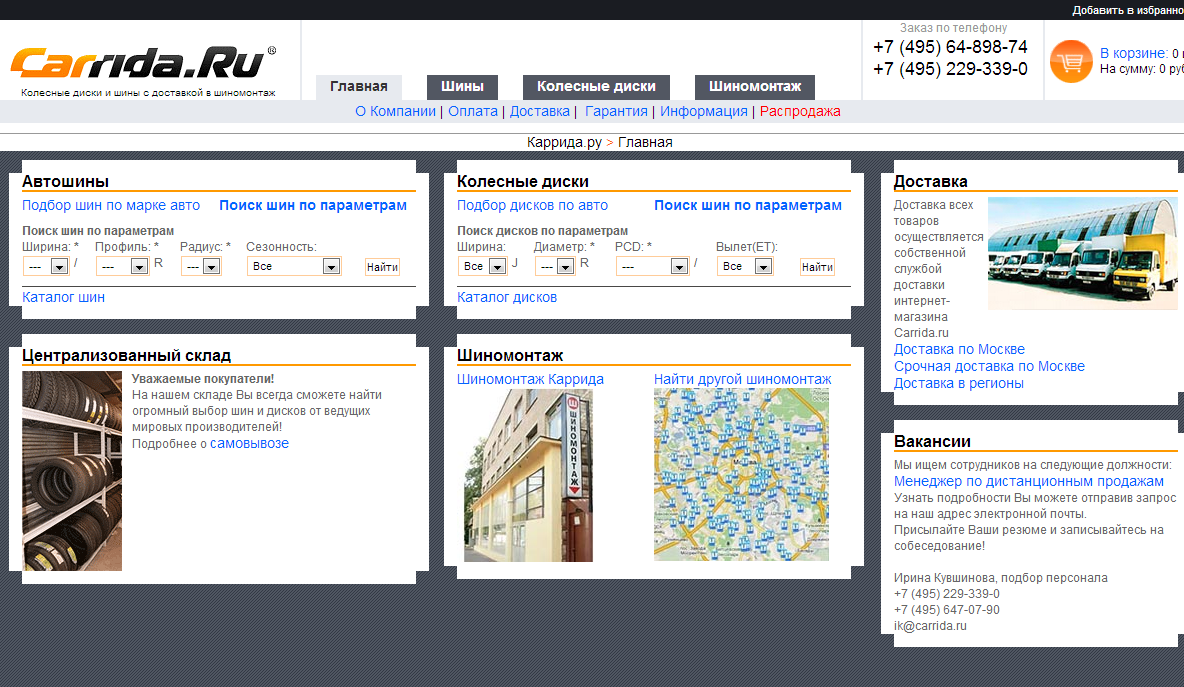 Добавить в избранно
Carrida.Ru®
Колесные диски и шины с доставкой в шиномонтаж
Главная
Шины
Колесные диски
Шиномонтаж
Заказ по телефону
+7 (495) 64-898-74
+7 (495) 229-339-0
В корзине: 0
На сумму: 0 руб
О Компании | Оплата | Доставка | Гарантия | Информация | Распродажа
Каррида.ру > Главная
Автошины
Подбор шин по марке авто Поиск шин по параметрам
Поиск шин по параметрам
Ширина: * Профиль: * Радиус: * Сезонность:
--- / --- R --- Все Найти
Каталог шин
Колесные диски
Подбор дисков по авто Поиск шин по параметрам
Поиск дисков по параметрам
Ширина: Диаметр: * PCD: * Вылет(ET):
Все J --- R --- / Все Найти
Каталог дисков
Доставка
Доставка всех
товаров
осуществляется
собственной
службой
доставки
интернет-
магазина
Carrida.ru
Доставка по Москве
Срочная доставка по Москве
Доставка в регионы
Централизованный склад
Уважаемые покупатели!
На нашем складе Вы всегда сможете найти
огромный выбор шин и дисков от ведущих
мировых производителей!
Подробнее о самовывозе
Шиномонтаж
Шиномонтаж Каррида
Найти другой шиномонтаж
ШИНОМОНТАЖ
Москва
Вакансии
Мы ищем сотрудников на следующие должности:
Менеджер по дистанционным продажам
Узнать подробности Вы можете отправив запрос
на наш адрес электронной почты.
Присылайте Ваши резюме и записывайтесь на
собеседование!
Ирина Кувшинова, подбор персонала
+7 (495) 229-339-0
+7 (495) 647-07-90
ik@carrida.ru